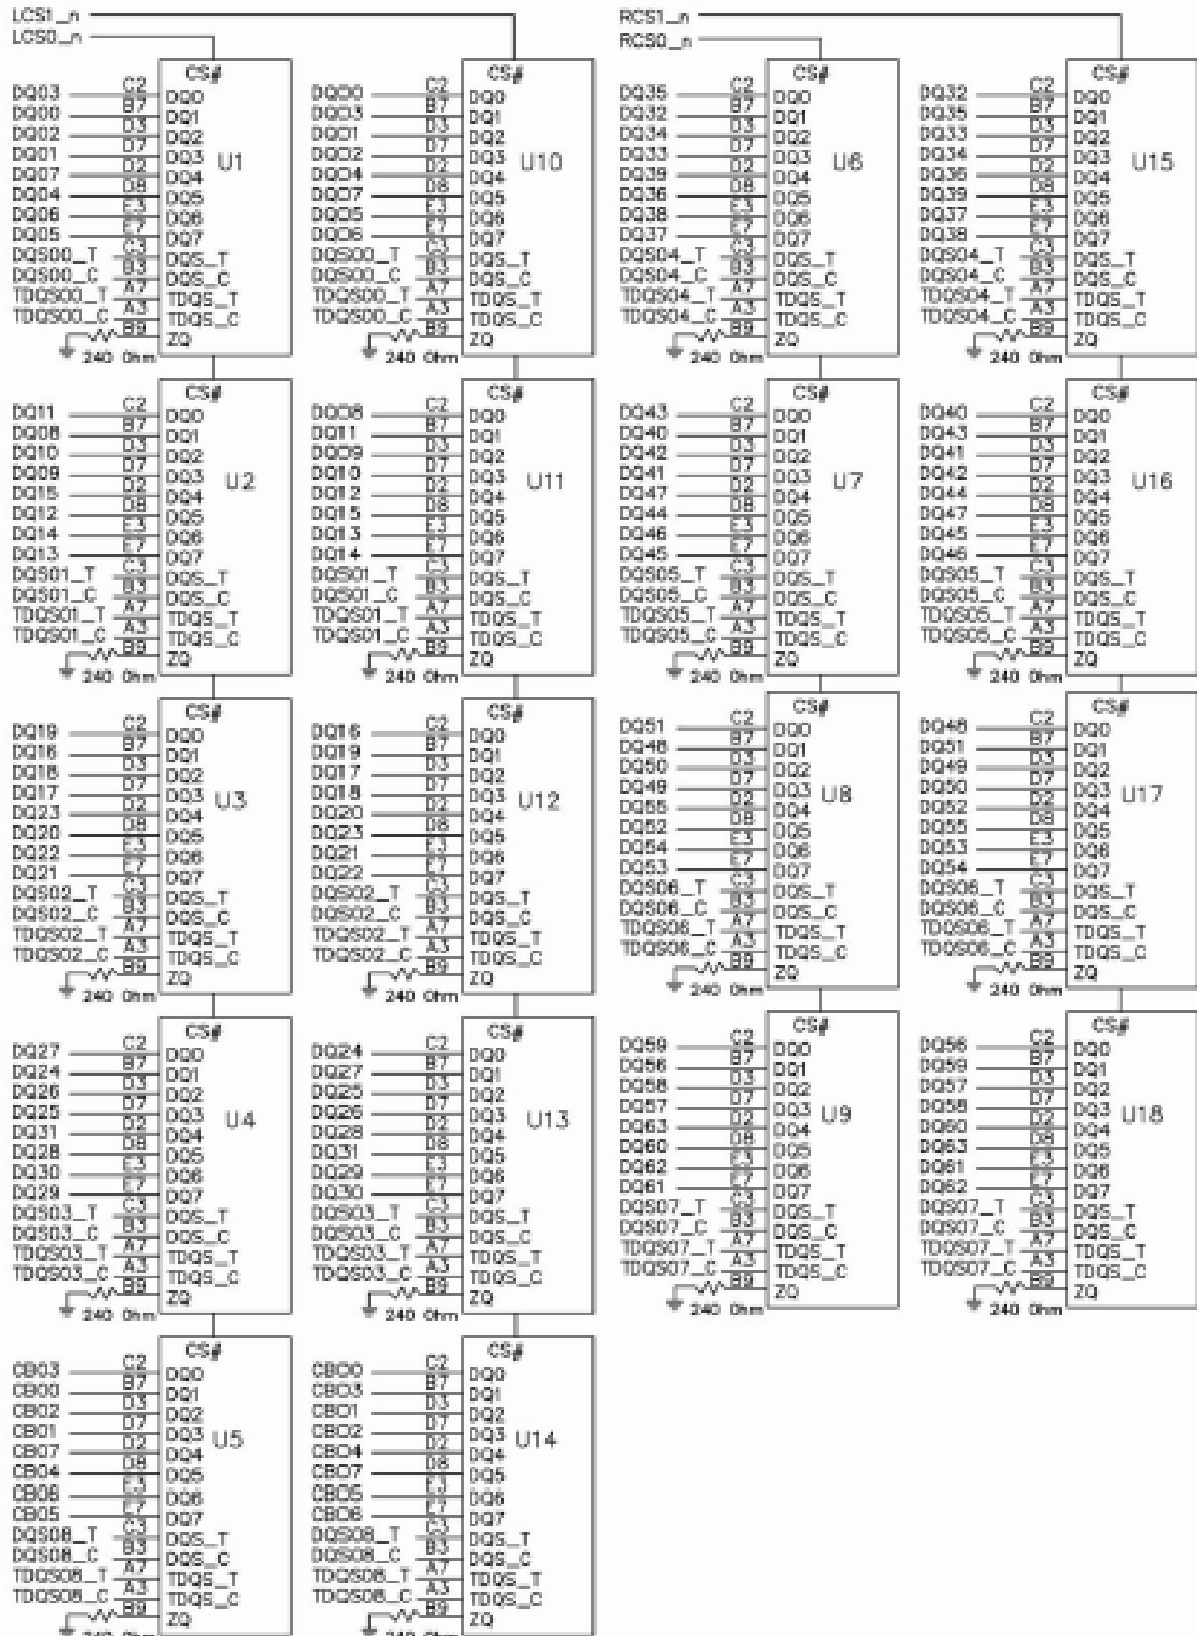 LCS1_n
LCS0_n
CS#
U1
DQ03 C2 DQ0
DQ00 B7 DQ1
DQ02 D3 DQ2
DQ01 D7 DQ3
DQ07 D2 DQ4
DQ04 D8 DQ5
DQ06 E3 DQ6
DQ05 E7 DQ7
DQS00_T C3 DQS_T
DQS00_C B3 DQS_C
TDQS00_T A7 TDQS_T
TDQS00_C A3 TDQS_C
B9 ZQ
240 Ohm
CS#
U2
DQ11 C2 DQ0
DQ08 B7 DQ1
DQ10 D3 DQ2
DQ09 D7 DQ3
DQ15 D2 DQ4
DQ12 D8 DQ5
DQ14 E3 DQ6
DQ13 E7 DQ7
DQS01_T C3 DQS_T
DQS01_C B3 DQS_C
TDQS01_T A7 TDQS_T
TDQS01_C A3 TDQS_C
B9 ZQ
240 Ohm
CS#
U3
DQ19 C2 DQ0
DQ16 B7 DQ1
DQ18 D3 DQ2
DQ17 D7 DQ3
DQ23 D2 DQ4
DQ20 D8 DQ5
DQ22 E3 DQ6
DQ21 E7 DQ7
DQS02_T C3 DQS_T
DQS02_C B3 DQS_C
TDQS02_T A7 TDQS_T
TDQS02_C A3 TDQS_C
B9 ZQ
240 Ohm
CS#
U4
DQ27 C2 DQ0
DQ24 B7 DQ1
DQ26 D3 DQ2
DQ25 D7 DQ3
DQ31 D2 DQ4
DQ28 D8 DQ5
DQ30 E3 DQ6
DQ29 E7 DQ7
DQS03_T C3 DQS_T
DQS03_C B3 DQS_C
TDQS03_T A7 TDQS_T
TDQS03_C A3 TDQS_C
B9 ZQ
240 Ohm
CS#
U5
CB03 C2 DQ0
CB00 B7 DQ1
CB02 D3 DQ2
CB01 D7 DQ3
CB07 D2 DQ4
CB04 D8 DQ5
CB06 E3 DQ6
CB05 E7 DQ7
DQS08_T C3 DQS_T
DQS08_C B3 DQS_C
TDQS08_T A7 TDQS_T
TDQS08_C A3 TDQS_C
B9 ZQ
CS#
U10
DQ00 C2 DQ0
DQ03 B7 DQ1
DQ01 D3 DQ2
DQ02 D7 DQ3
DQ04 D2 DQ4
DQ07 D8 DQ5
DQ05 E3 DQ6
DQ06 E7 DQ7
DQS00_T C3 DQS_T
DQS00_C B3 DQS_C
TDQS00_T A7 TDQS_T
TDQS00_C A3 TDQS_C
B9 ZQ
240 Ohm
CS#
U11
DQ08 C2 DQ0
DQ11 B7 DQ1
DQ09 D3 DQ2
DQ10 D7 DQ3
DQ12 D2 DQ4
DQ15 D8 DQ5
DQ13 E3 DQ6
DQ14 E7 DQ7
DQS01_T C3 DQS_T
DQS01_C B3 DQS_C
TDQS01_T A7 TDQS_T
TDQS01_C A3 TDQS_C
B9 ZQ
240 Ohm
CS#
U12
DQ16 C2 DQ0
DQ19 B7 DQ1
DQ17 D3 DQ2
DQ18 D7 DQ3
DQ20 D2 DQ4
DQ23 D8 DQ5
DQ21 E3 DQ6
DQ22 E7 DQ7
DQS02_T C3 DQS_T
DQS02_C B3 DQS_C
TDQS02_T A7 TDQS_T
TDQS02_C A3 TDQS_C
B9 ZQ
240 Ohm
CS#
U13
DQ24 C2 DQ0
DQ27 B7 DQ1
DQ25 D3 DQ2
DQ26 D7 DQ3
DQ28 D2 DQ4
DQ31 D8 DQ5
DQ29 E3 DQ6
DQ30 E7 DQ7
DQS03_T C3 DQS_T
DQS03_C B3 DQS_C
TDQS03_T A7 TDQS_T
TDQS03_C A3 TDQS_C
B9 ZQ
240 Ohm
CS#
U14
CB00 C2 DQ0
CB03 B7 DQ1
CB01 D3 DQ2
CB02 D7 DQ3
CB04 D2 DQ4
CB07 D8 DQ5
CB05 E3 DQ6
CB06 E7 DQ7
DQS08_T C3 DQS_T
DQS08_C B3 DQS_C
TDQS08_T A7 TDQS_T
TDQS08_C A3 TDQS_C
B9 ZQ
RCS1_n
RCS0_n
CS#
U6
DQ35 C2 DQ0
DQ32 B7 DQ1
DQ34 D3 DQ2
DQ33 D7 DQ3
DQ39 D2 DQ4
DQ36 D8 DQ5
DQ38 E3 DQ6
DQ37 E7 DQ7
DQS04_T C3 DQS_T
DQS04_C B3 DQS_C
TDQS04_T A7 TDQS_T
TDQS04_C A3 TDQS_C
B9 ZQ
240 Ohm
CS#
U7
DQ43 C2 DQ0
DQ40 B7 DQ1
DQ42 D3 DQ2
DQ41 D7 DQ3
DQ47 D2 DQ4
DQ44 D8 DQ5
DQ46 E3 DQ6
DQ45 E7 DQ7
DQS05_T C3 DQS_T
DQS05_C B3 DQS_C
TDQS05_T A7 TDQS_T
TDQS05_C A3 TDQS_C
B9 ZQ
240 Ohm
CS#
U8
DQ51 C2 DQ0
DQ48 B7 DQ1
DQ50 D3 DQ2
DQ49 D7 DQ3
DQ55 D2 DQ4
DQ52 D8 DQ5
DQ54 E3 DQ6
DQ53 E7 DQ7
DQS06_T C3 DQS_T
DQS06_C B3 DQS_C
TDQS06_T A7 TDQS_T
TDQS06_C A3 TDQS_C
B9 ZQ
240 Ohm
CS#
U9
DQ59 C2 DQ0
DQ56 B7 DQ1
DQ58 D3 DQ2
DQ57 D7 DQ3
DQ63 D2 DQ4
DQ60 D8 DQ5
DQ62 E3 DQ6
DQ61 E7 DQ7
DQS07_T C3 DQS_T
DQS07_C B3 DQS_C
TDQS07_T A7 TDQS_T
TDQS07_C A3 TDQS_C
B9 ZQ
240 Ohm
CS#
U15
DQ32 C2 DQ0
DQ35 B7 DQ1
DQ33 D3 DQ2
DQ34 D7 DQ3
DQ36 D2 DQ4
DQ39 D8 DQ5
DQ37 E3 DQ6
DQ38 E7 DQ7
DQS04_T C3 DQS_T
DQS04_C B3 DQS_C
TDQS04_T A7 TDQS_T
TDQS04_C A3 TDQS_C
B9 ZQ
240 Ohm
CS#
U16
DQ40 C2 DQ0
DQ43 B7 DQ1
DQ41 D3 DQ2
DQ42 D7 DQ3
DQ44 D2 DQ4
DQ47 D8 DQ5
DQ45 E3 DQ6
DQ46 E7 DQ7
DQS05_T C3 DQS_T
DQS05_C B3 DQS_C
TDQS05_T A7 TDQS_T
TDQS05_C A3 TDQS_C
B9 ZQ
240 Ohm
CS#
U17
DQ48 C2 DQ0
DQ51 B7 DQ1
DQ49 D3 DQ2
DQ50 D7 DQ3
DQ52 D2 DQ4
DQ55 D8 DQ5
DQ53 E3 DQ6
DQ54 E7 DQ7
DQS06_T C3 DQS_T
DQS06_C B3 DQS_C
TDQS06_T A7 TDQS_T
TDQS06_C A3 TDQS_C
B9 ZQ
240 Ohm
CS#
U18
DQ56 C2 DQ0
DQ59 B7 DQ1
DQ57 D3 DQ2
DQ58 D7 DQ3
DQ60 D2 DQ4
DQ63 D8 DQ5
DQ61 E3 DQ6
DQ62 E7 DQ7
DQS07_T C3 DQS_T
DQS07_C B3 DQS_C
TDQS07_T A7 TDQS_T
TDQS07_C A3 TDQS_C
B9 ZQ
240 Ohm